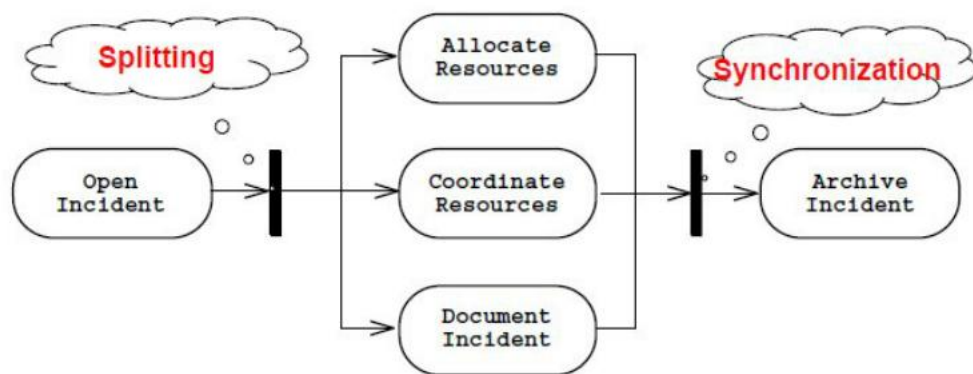 Splitting
Allocate
Resources
Synchronization
Open
Incident
Coordinate
Resources
Archive
Incident
Document
Incident